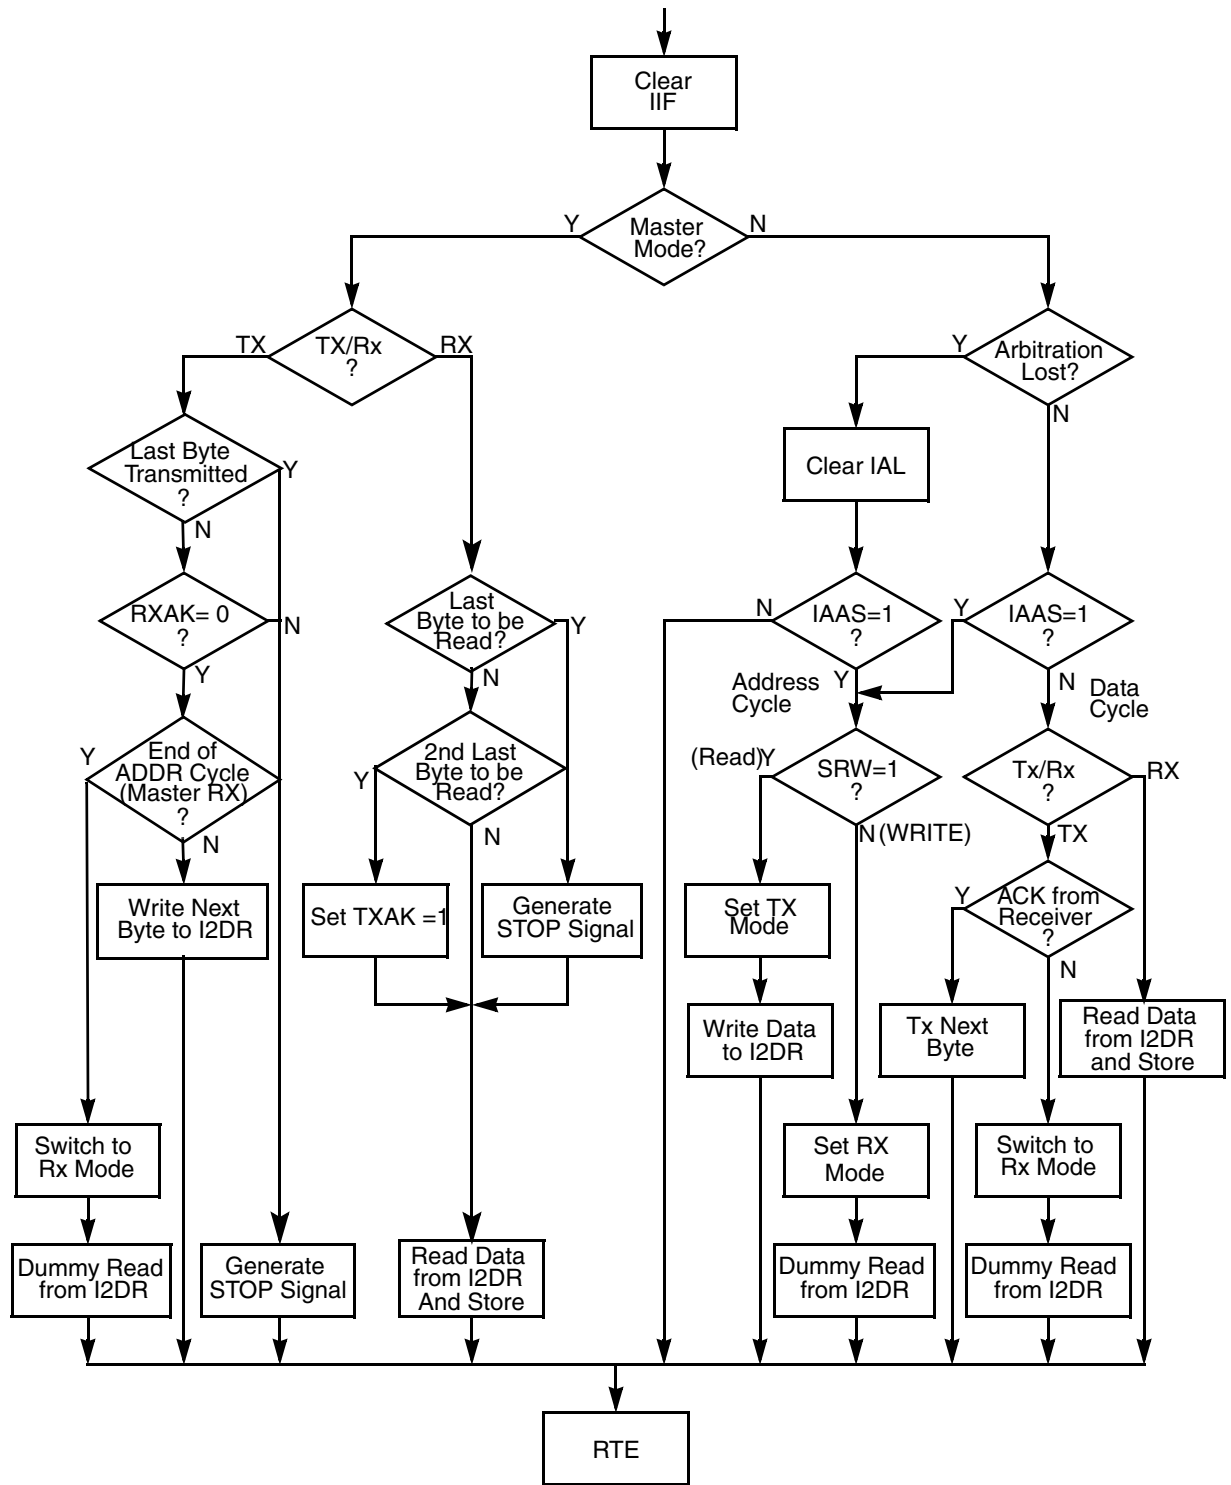 Clear
IIF
Y
Master
Mode?
N
TX
TX/Rx
?
RX
Y
Arbitration
Lost?
N
Last Byte
Transmitted
?
Y
N
Clear IAL
RXAK= 0
?
N
Y
Last
Byte to be
Read?
Y
N
N
IAAS=1
?
Y
Address
Cycle
Y
IAAS=1
?
N
Data
Cycle
Y
End of
ADDR Cycle
(Master RX)
?
N
Y
2nd Last
Byte to be
Read?
N
(Read)Y
SRW=1
?
N(WRITE)
Tx/Rx
?
RX
TX
Write Next
Byte to I2DR
Set TXAK =1
Generate
STOP Signal
Set TX
Mode
Y
ACK from
Receiver
?
N
Write Data
to I2DR
Tx Next
Byte
Read Data
from I2DR
and Store
Switch to
Rx Mode
Set RX
Mode
Switch to
Rx Mode
Dummy Read
from I2DR
Generate
STOP Signal
Read Data
from I2DR
And Store
Dummy Read
from I2DR
Dummy Read
from I2DR
RTE